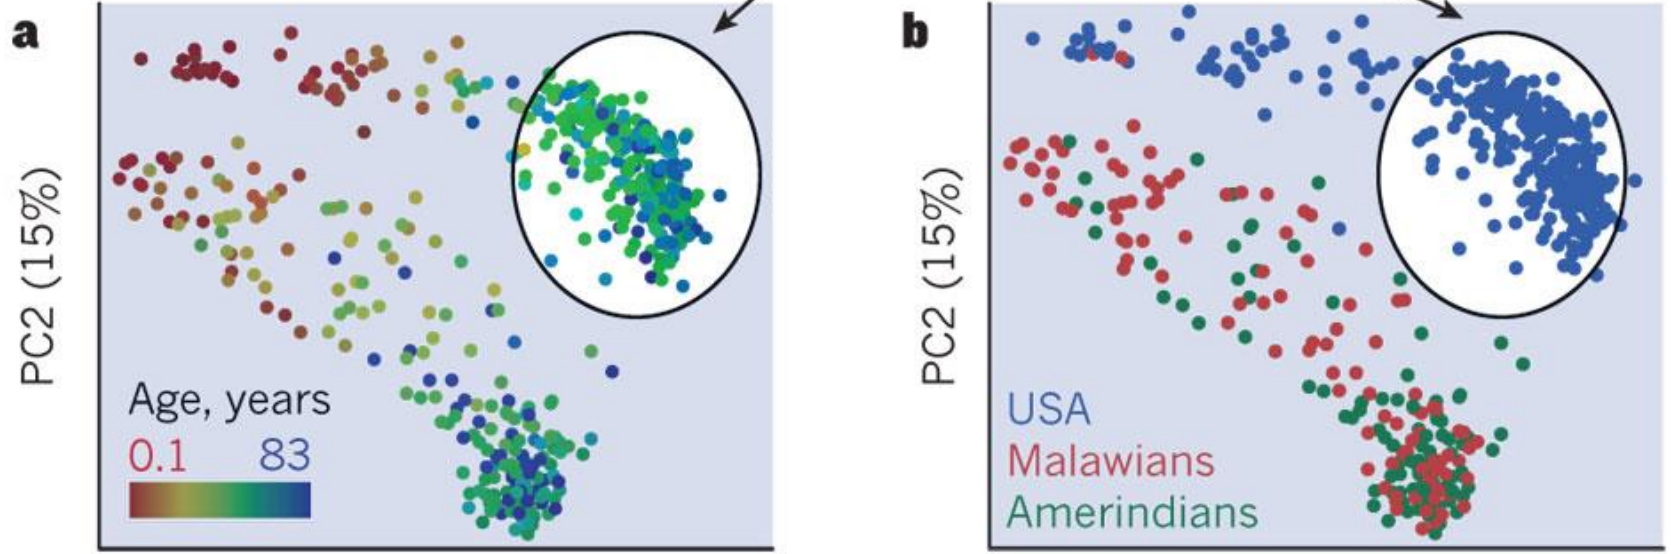 a
PC2 (15%)
Age, years
0.1 83
b
PC2 (15%)
USA
Malawians
Amerindians